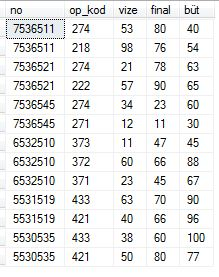 no op_kod vize final büt
7536511 274 53 80 40
7536511 218 98 76 54
7536521 274 21 78 63
7536521 222 57 90 65
7536545 274 34 23 60
7536545 271 12 11 30
6532510 373 11 47 45
6532510 372 60 66 88
6532510 371 23 45 67
5531519 433 63 70 90
5531519 421 40 66 96
5530535 433 38 60 100
5530535 421 50 80 77